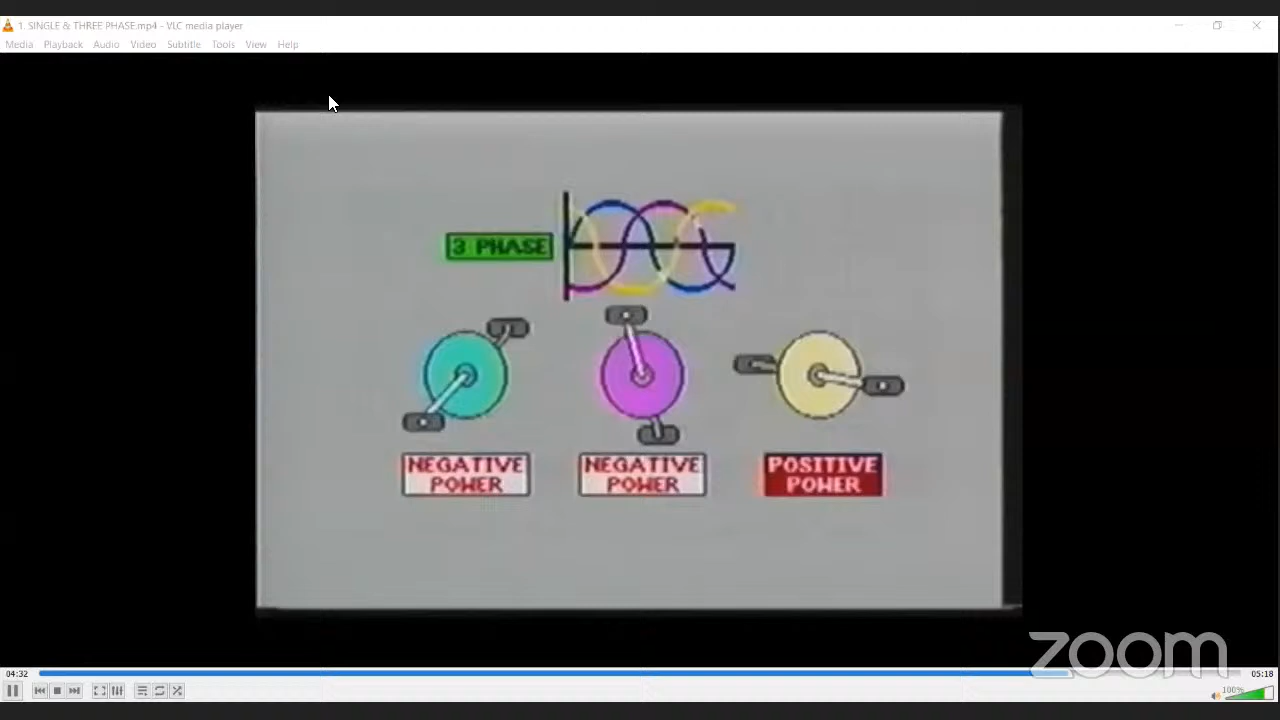 1. SINGLE & THREE PHASE.mp4 - VLC media player
Media Playback Audio Video Subtitle Tools View Help
3 PHASE
NEGATIVE POWER
NEGATIVE POWER
POSITIVE POWER
zoom
04:32
05:18
100%